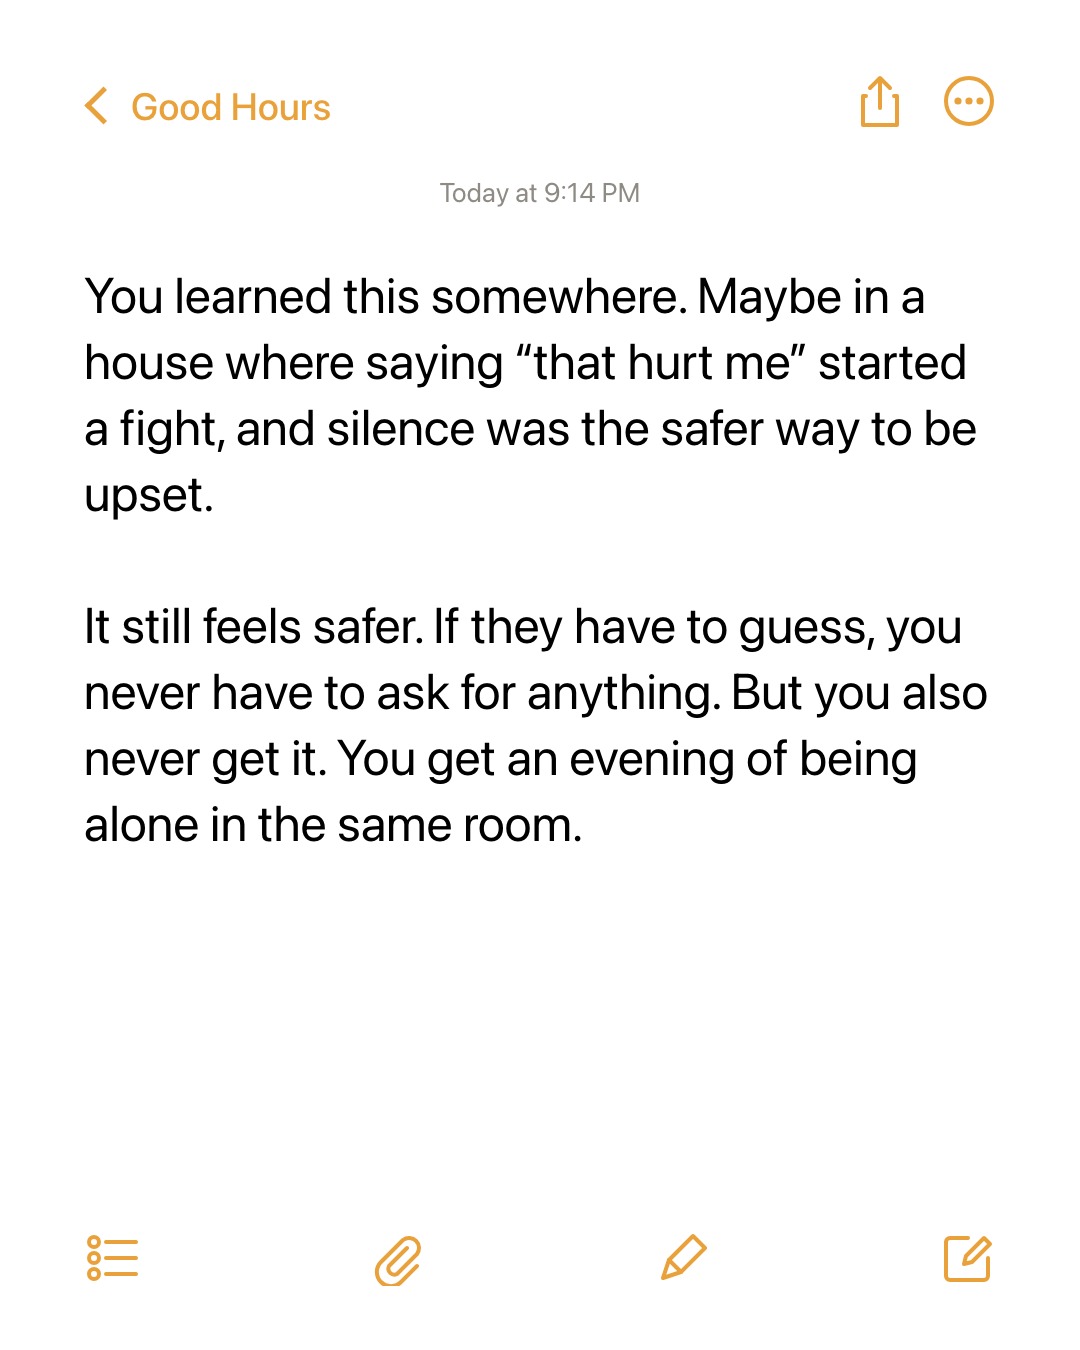 Good Hours
Today at 9:14 PM
You learned this somewhere. Maybe in a
house where saying “that hurt me” started
a fight, and silence was the safer way to be
upset.
It still feels safer. If they have to guess, you
never have to ask for anything. But you also
never get it. You get an evening of being
alone in the same room.